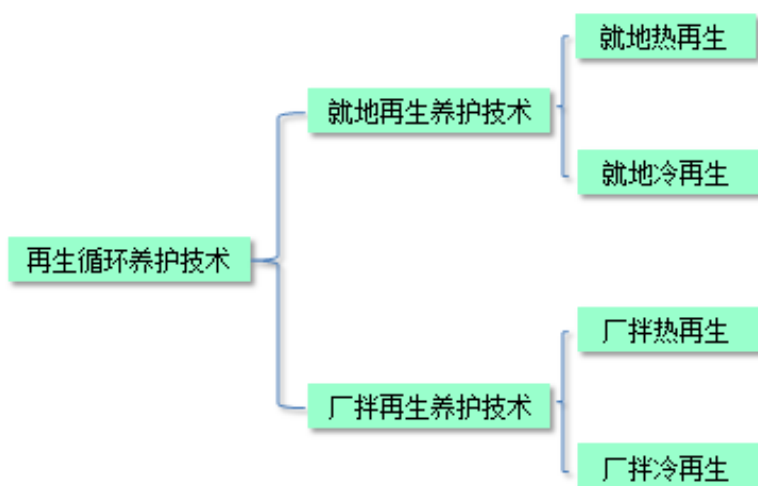 就地热再生
就地再生养护技术
就地冷再生
再生循环养护技术
厂拌热再生
厂拌再生养护技术
厂拌冷再生